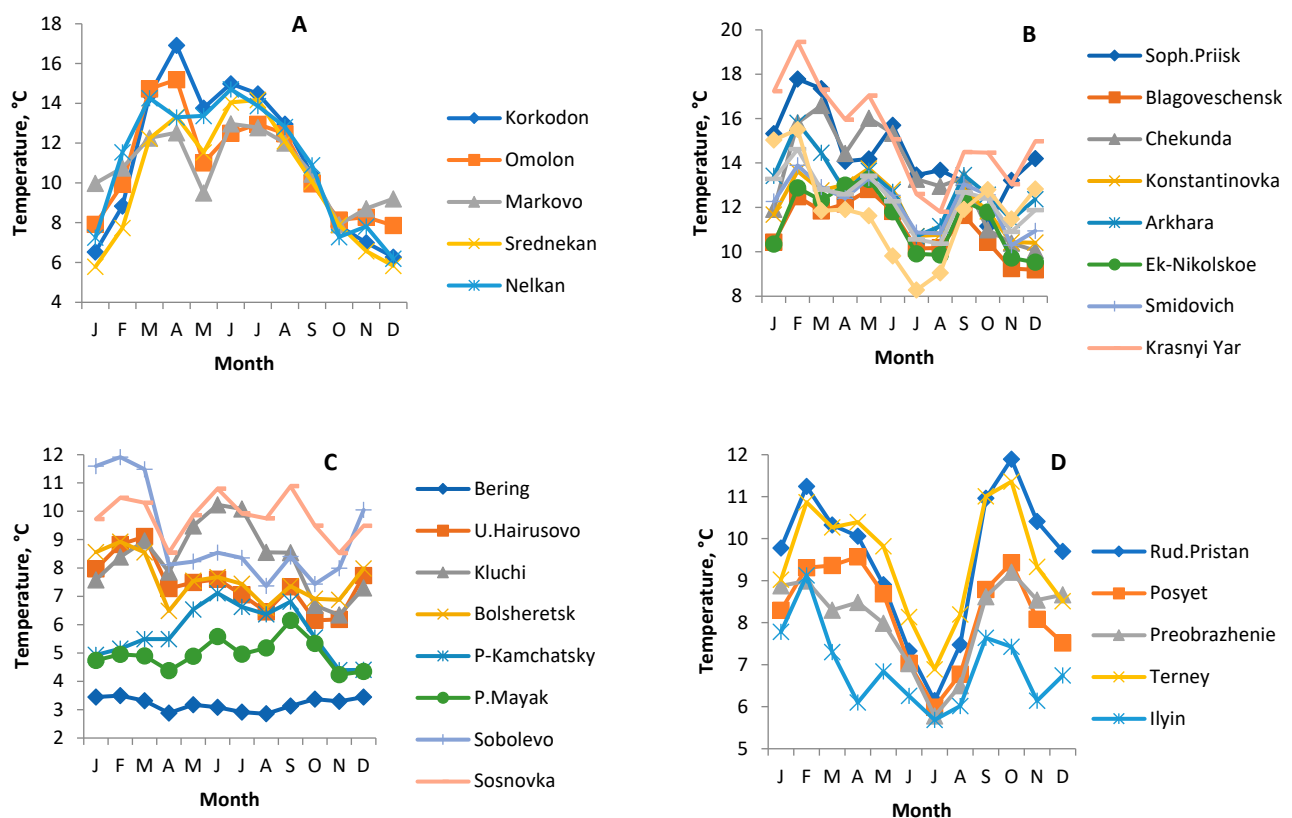 A
18
16
14
12
10
8
6
4
Temperature, °C
J F M A M J J A S O N D
Month
Korkodon
Omolon
Markovo
Srednekan
Nelkan
B
20
18
16
14
12
10
8
Temperature, °C
J F M A M J J A S O N D
Month
Soph.Priisk
Blagoveschensk
Chekunda
Konstantinovka
Arkhara
Ek-Nikolskoe
Smidovich
Krasnyi Yar
C
12
11
10
9
8
7
6
5
4
3
2
Temperature, °C
J F M A M J J A S O N D
Month
Bering
U.Hairusovo
Kluchi
Bolsheretsk
P-Kamchatsky
P.Mayak
Sobolevo
Sosnovka
D
12
11
10
9
8
7
6
5
Temperature, °C
J F M A M J J A S O N D
Month
Rud.Pristan
Posyet
Preobrazhenie
Terney
Ilyin